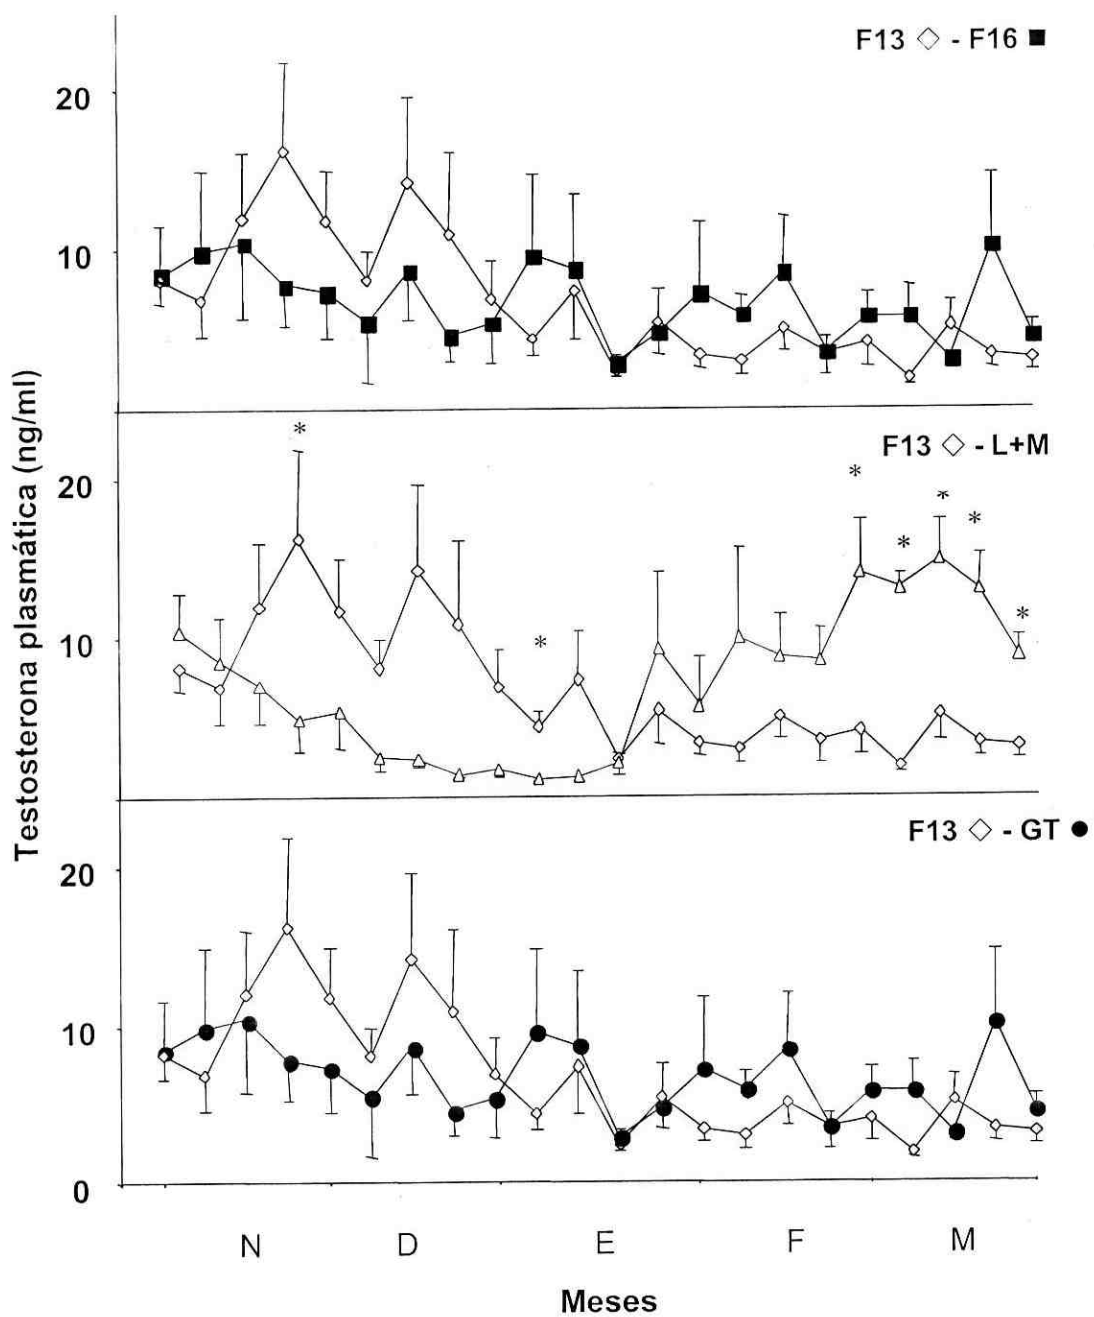 F13 ◇ - F16 ■
20
10
Testosterona plasmática (ng/ml)
F13 ◇ - L+M
*
20
*
*
*
*
10
*
*
F13 ◇ - GT ●
20
10
0
N D E F M
Meses